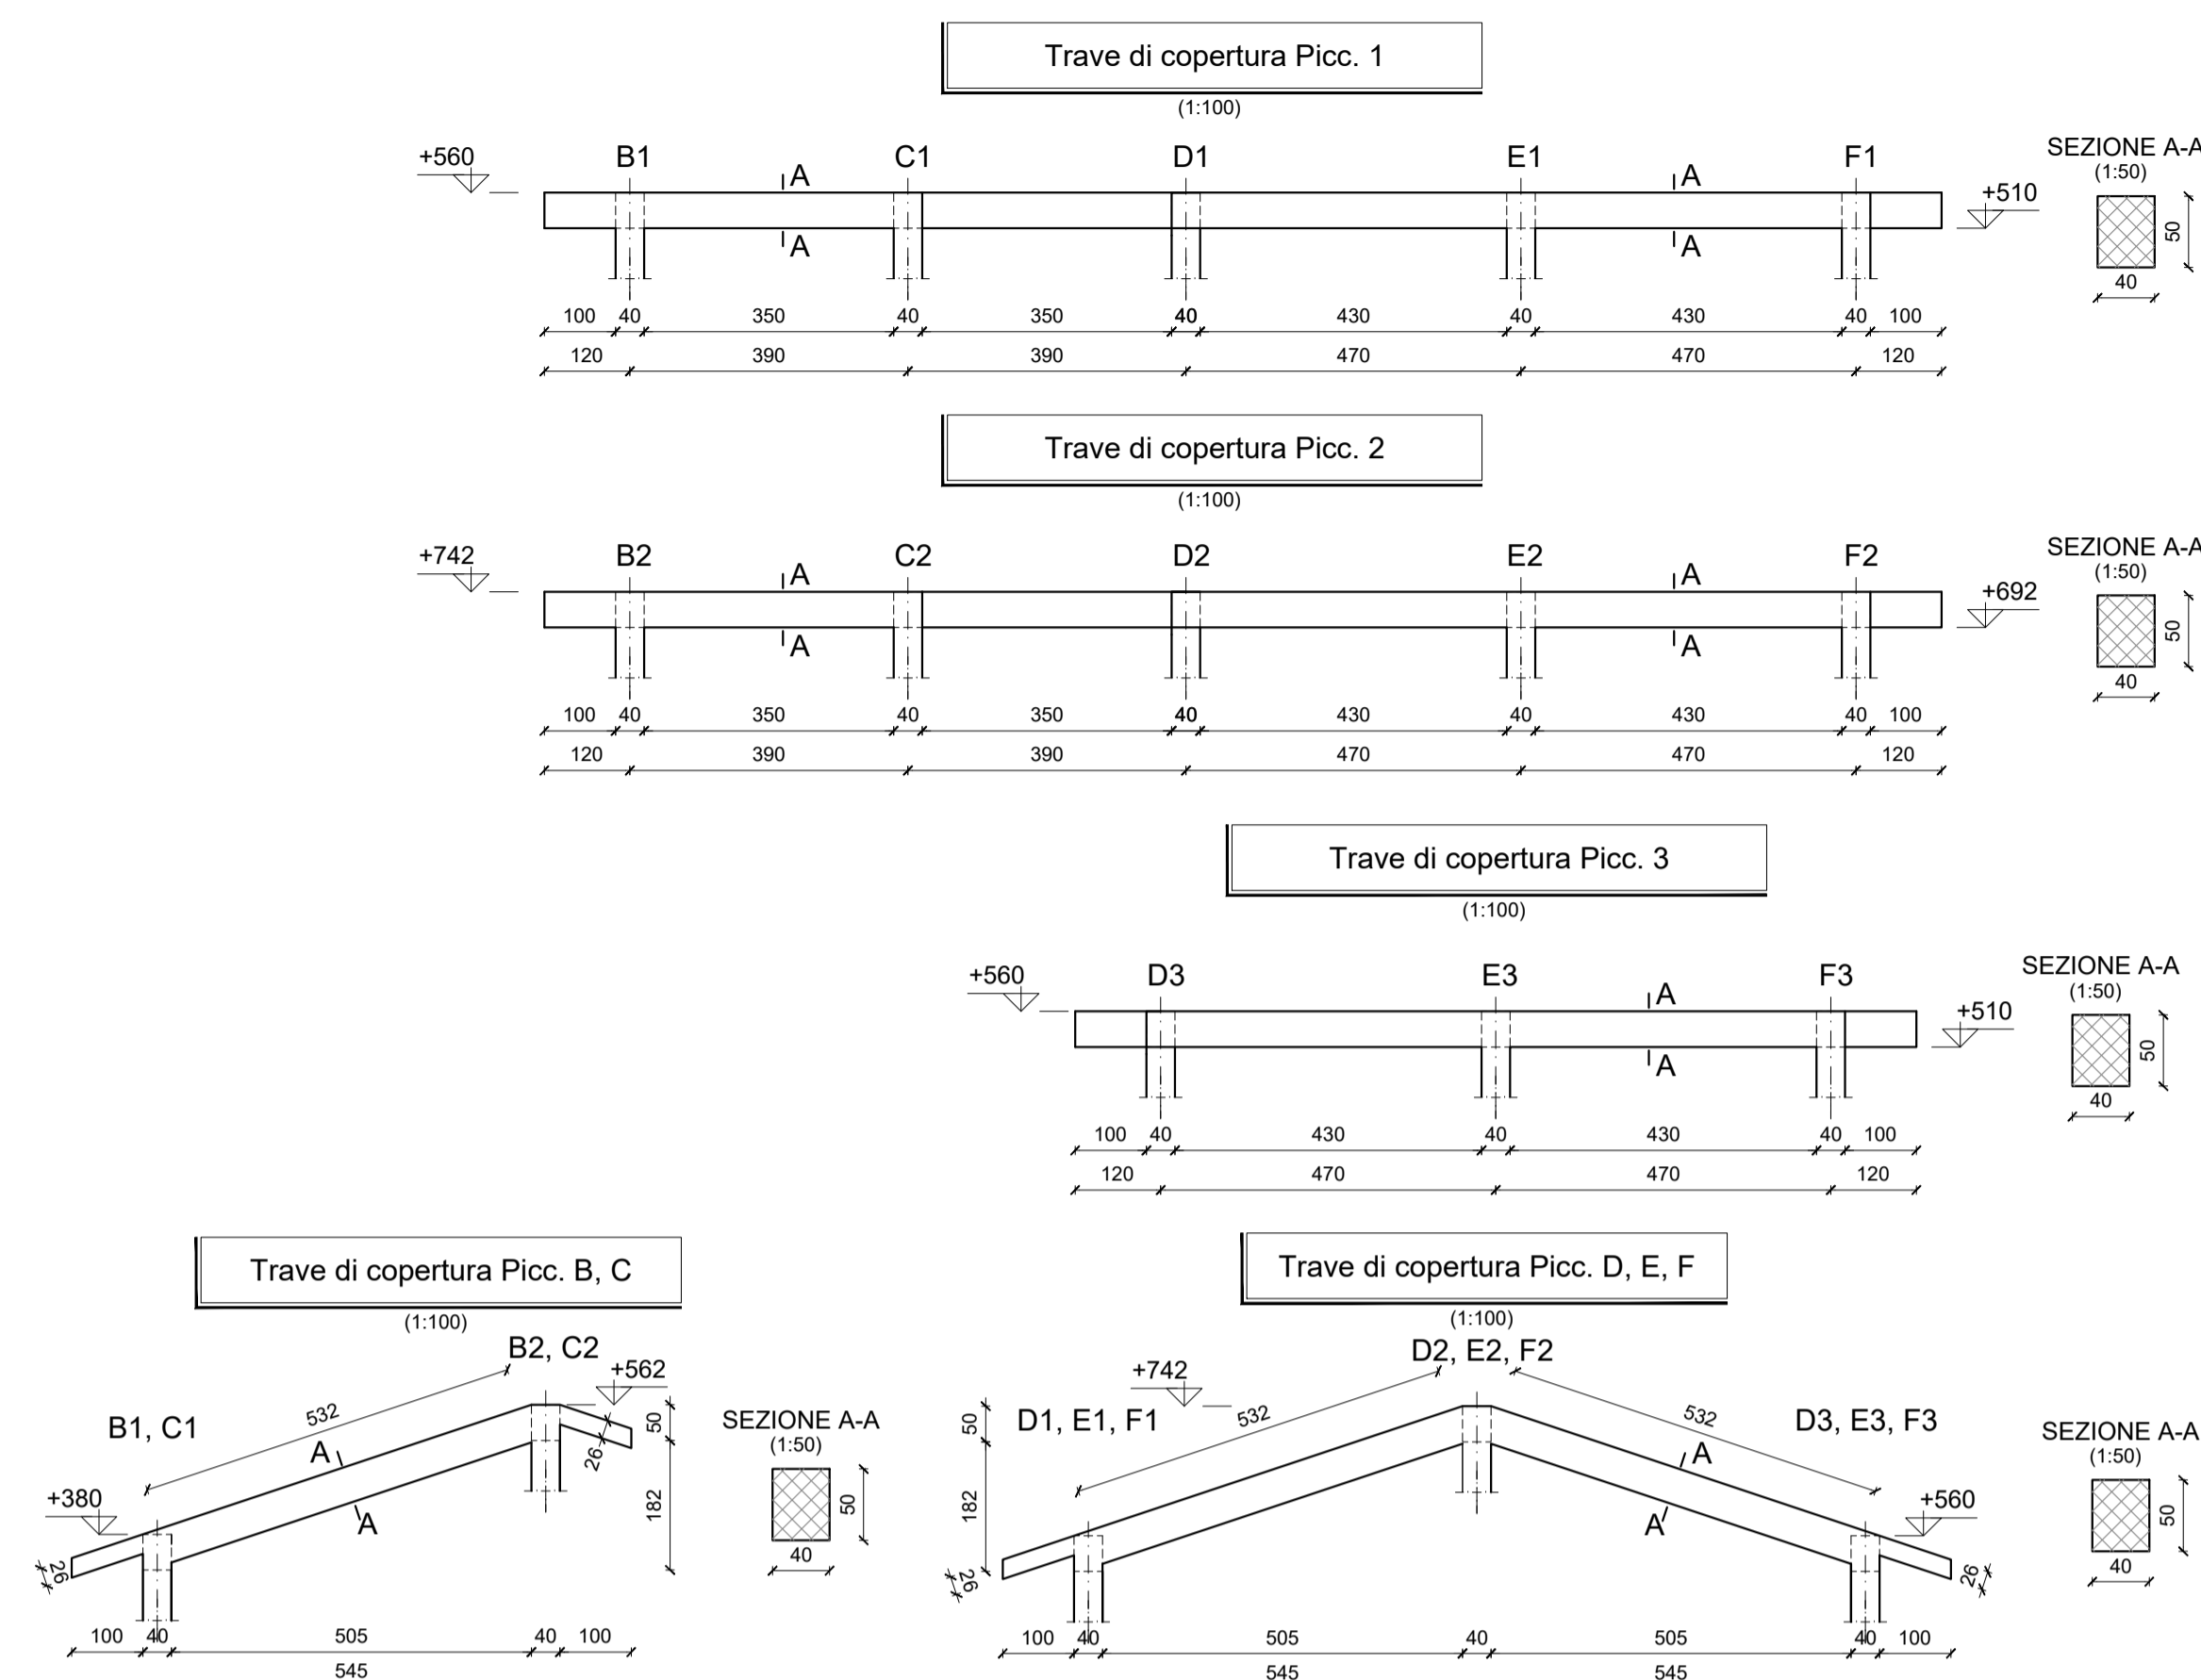 Trave di copertura Picc. 1
(1:100)
+560 B1 A C1 D1 E1 A F1 +510
A A
SEZIONE A-A
(1:50)
50
40
100 40 350 40 350 40 430 40 430 40 100
120 390 390 470 470 120
Trave di copertura Picc. 2
(1:100)
+742 B2 A C2 D2 E2 A F2 +692
A A
SEZIONE A-A
(1:50)
50
40
100 40 350 40 350 40 430 40 430 40 100
120 390 390 470 470 120
Trave di copertura Picc. 3
(1:100)
+560 D3 E3 A F3 +510
A
SEZIONE A-A
(1:50)
50
40
100 40 430 40 430 40 100
120 470 470 120
Trave di copertura Picc. B, C
(1:100)
B2, C2
+562
532
B1, C1
A
50
26
+380
A
182
26
100 40 505 40 100
545
SEZIONE A-A
(1:50)
50
40
Trave di copertura Picc. D, E, F
(1:100)
D2, E2, F2
+742
532 532
D1, E1, F1 D3, E3, F3
50
A
182
A
+560
26 26
100 40 505 40 505 40 100
545 545
SEZIONE A-A
(1:50)
50
40